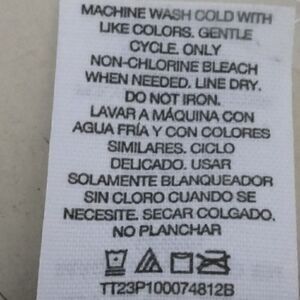 MACHINE WASH COLD WITH
LIKE COLORS. GENTLE
CYCLE. ONLY
NON-CHLORINE BLEACH
WHEN NEEDED. LINE DRY.
DO NOT IRON.
LAVAR A MÁQUINA CON
AGUA FRÍA Y CON COLORES
SIMILARES. CICLO
DELICADO. USAR
SOLAMENTE BLANQUEADOR
SIN CLORO CUANDO SE
NECESITE. SECAR COLGADO.
NO PLANCHAR
TT23P100074812B